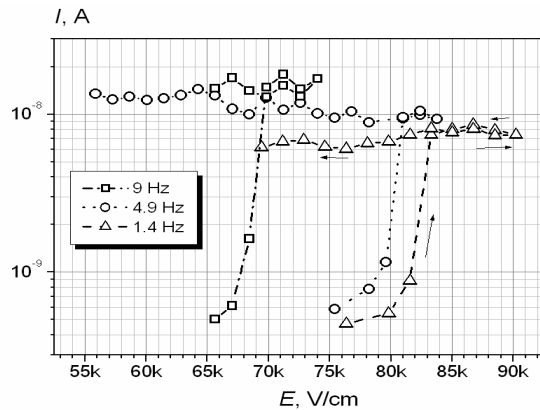 I, A
10⁻⁸
10⁻⁹
9 Hz
4.9 Hz
1.4 Hz
55k 60k 65k 70k 75k 80k 85k 90k
E, V/cm